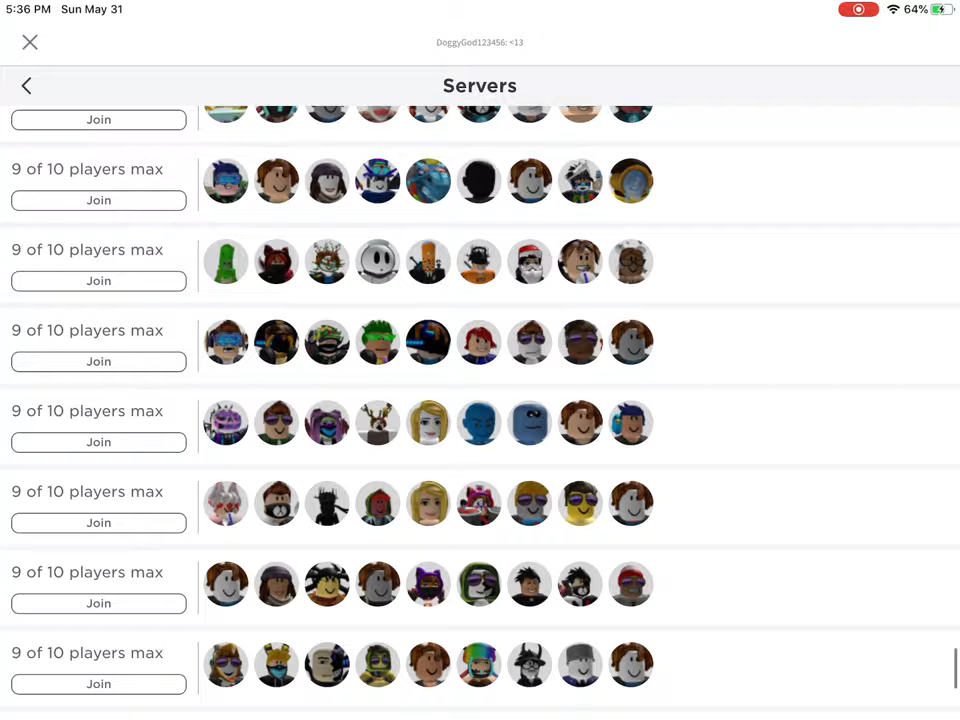 5:36 PM Sun May 31
64%
DoggyGod123456: <13
Servers
Join
9 of 10 players max
Join
9 of 10 players max
Join
9 of 10 players max
Join
9 of 10 players max
Join
9 of 10 players max
Join
9 of 10 players max
Join
9 of 10 players max
Join